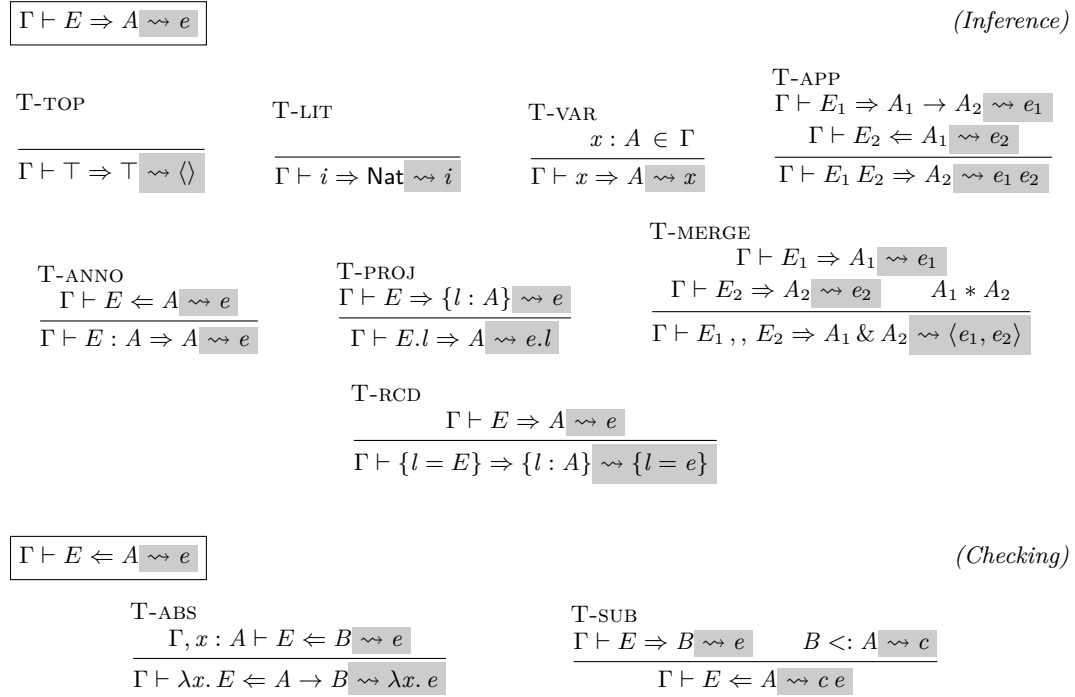 Γ ⊢ E ⇒ A ⇝ e (Inference)
T-TOP
Γ ⊢ ⊤ ⇒ ⊤ ⇝ ⟨⟩
T-LIT
Γ ⊢ i ⇒ Nat ⇝ i
T-VAR
x : A ∈ Γ
Γ ⊢ x ⇒ A ⇝ x
T-APP
Γ ⊢ E₁ ⇒ A₁ → A₂ ⇝ e₁
Γ ⊢ E₂ ⇐ A₁ ⇝ e₂
Γ ⊢ E₁ E₂ ⇒ A₂ ⇝ e₁ e₂
T-ANNO
Γ ⊢ E ⇐ A ⇝ e
Γ ⊢ E : A ⇒ A ⇝ e
T-PROJ
Γ ⊢ E ⇒ {l : A} ⇝ e
Γ ⊢ E.l ⇒ A ⇝ e.l
T-MERGE
Γ ⊢ E₁ ⇒ A₁ ⇝ e₁
Γ ⊢ E₂ ⇒ A₂ ⇝ e₂ A₁ * A₂
Γ ⊢ E₁ ,, E₂ ⇒ A₁ & A₂ ⇝ ⟨e₁, e₂⟩
T-RCD
Γ ⊢ E ⇒ A ⇝ e
Γ ⊢ {l = E} ⇒ {l : A} ⇝ {l = e}
Γ ⊢ E ⇐ A ⇝ e (Checking)
T-ABS
Γ, x : A ⊢ E ⇐ B ⇝ e
Γ ⊢ λx. E ⇐ A → B ⇝ λx. e
T-SUB
Γ ⊢ E ⇒ B ⇝ e B <: A ⇝ c
Γ ⊢ E ⇐ A ⇝ c e